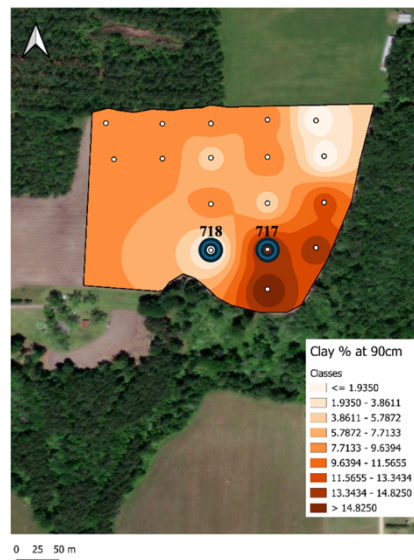 718
717
Clay % at 90cm
Classes
<= 1.9350
1.9350 - 3.8611
3.8611 - 5.7872
5.7872 - 7.7133
7.7133 - 9.6394
9.6394 - 11.5655
11.5655 - 13.3434
13.3434 - 14.8250
> 14.8250
0 25 50 m